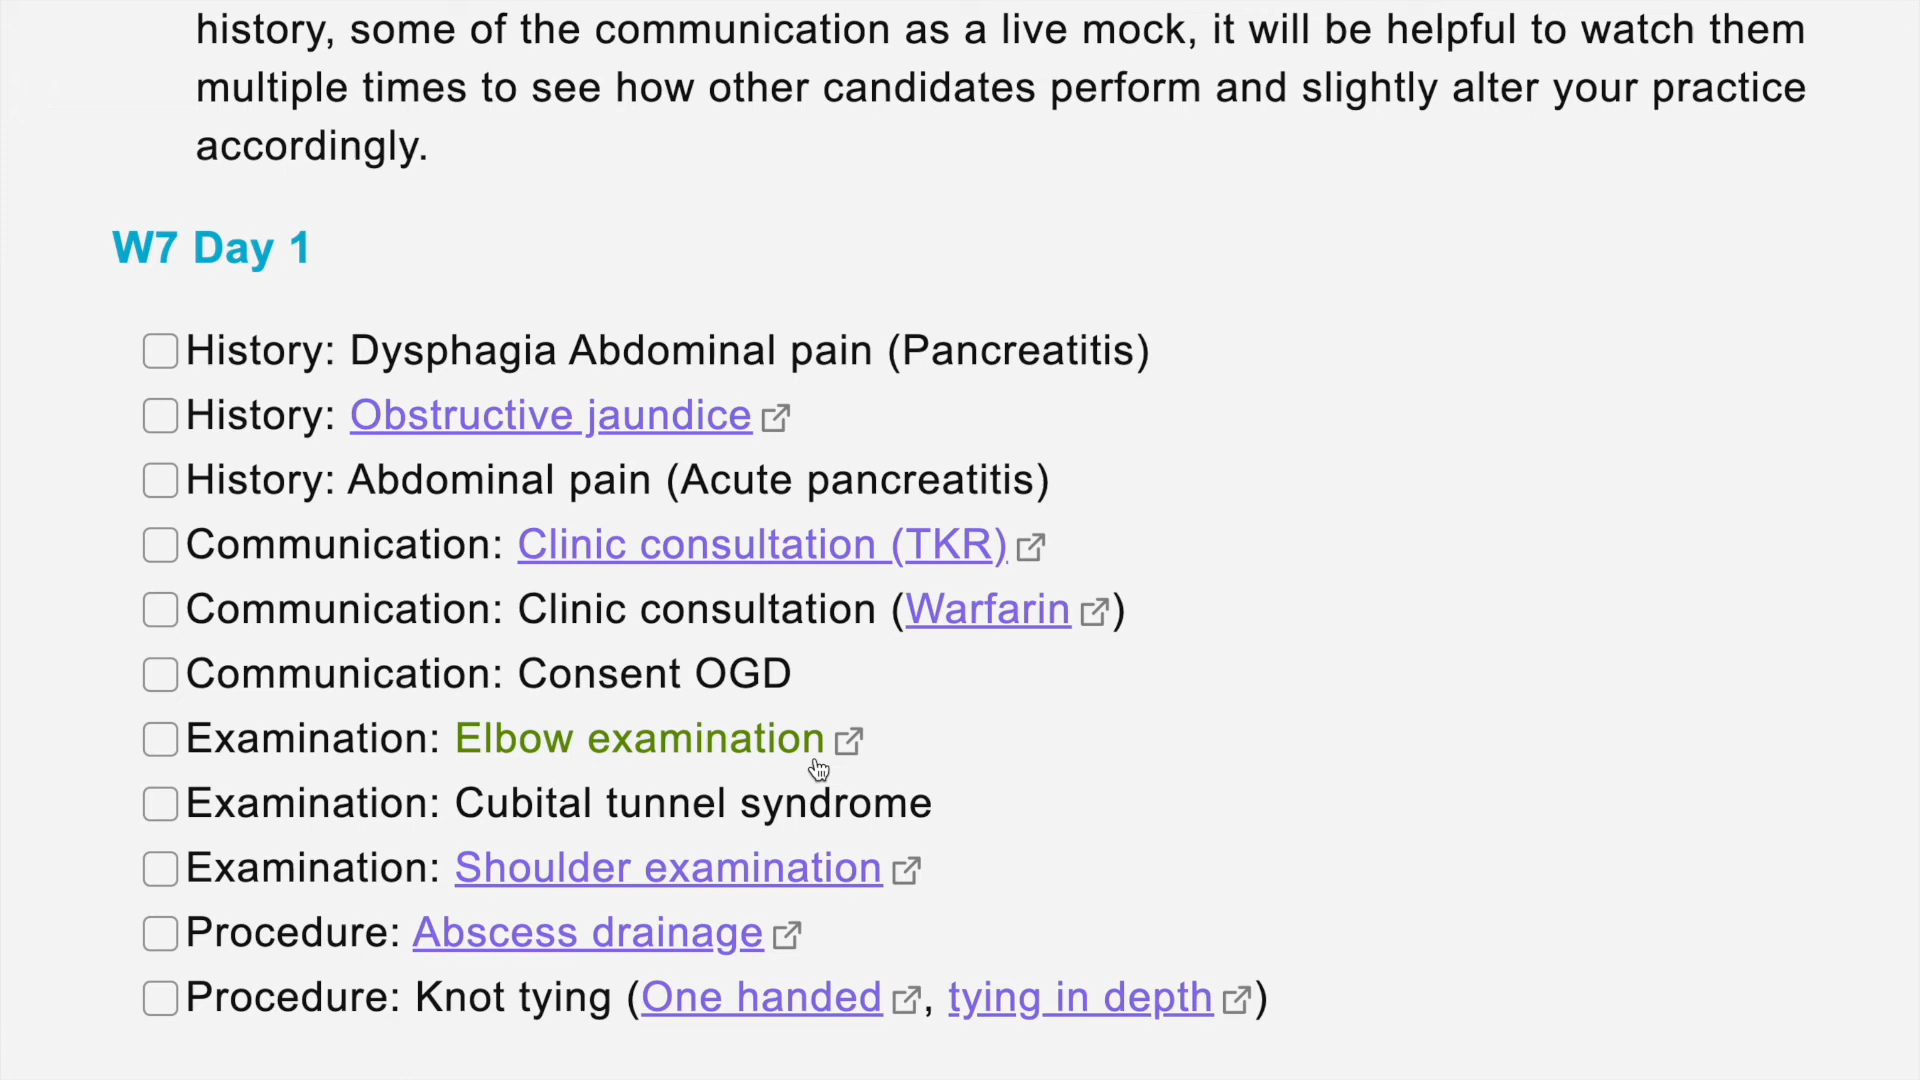 history, some of the communication as a live mock, it will be helpful to watch them
multiple times to see how other candidates perform and slightly alter your practice
accordingly.
W7 Day 1
History: Dysphagia Abdominal pain (Pancreatitis)
History: Obstructive jaundice
History: Abdominal pain (Acute pancreatitis)
Communication: Clinic consultation (TKR)
Communication: Clinic consultation (Warfarin)
Communication: Consent OGD
Examination: Elbow examination
Examination: Cubital tunnel syndrome
Examination: Shoulder examination
Procedure: Abscess drainage
Procedure: Knot tying (One handed, tying in depth)